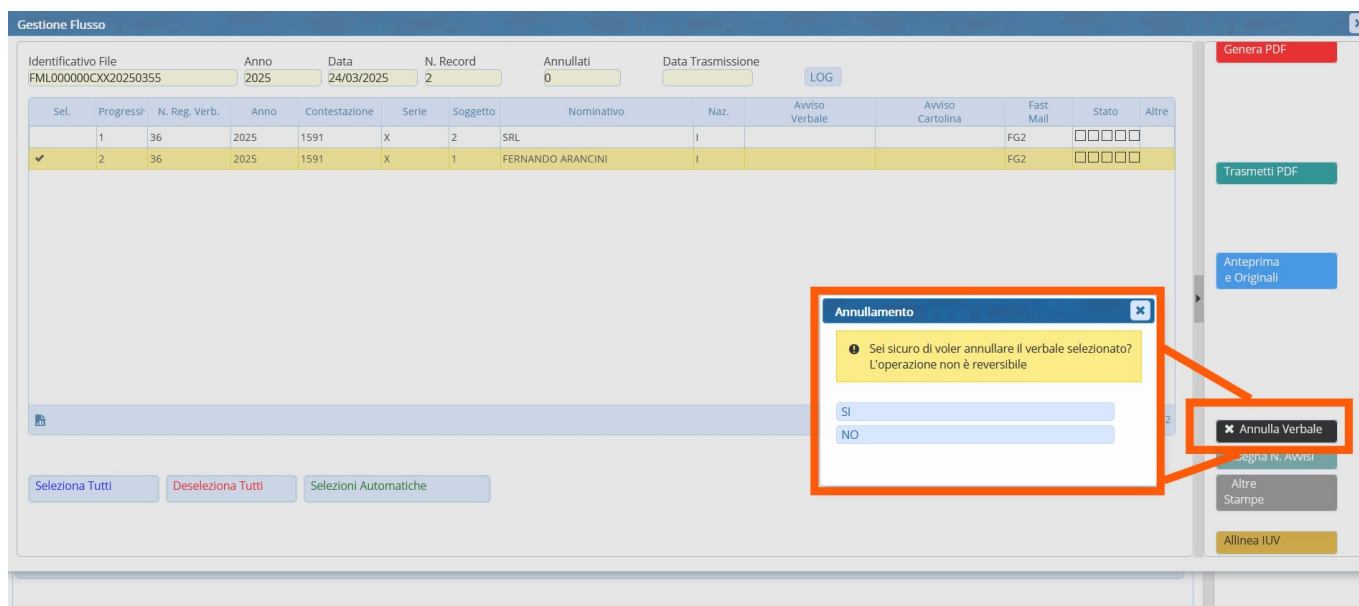 Gestione Flusso
Identificativo File Anno Data N. Record Annullati Data Trasmissione
FML000000CXX20250355 2025 24/03/2025 2 0 LOG
Sel. Progressi N. Reg. Verb. Anno Contestazione Serie Soggetto Nominativo Naz. Avviso Verbale Avviso Cartolina Fast Mail Stato Altre
1 36 2025 1591 X 2 SRL I FG2
2 36 2025 1591 X 1 FERNANDO ARANCINI I FG2
Seleziona Tutti Deseleziona Tutti Selezioni Automatiche
Annullamento
Sei sicuro di voler annullare il verbale selezionato?
L'operazione non è reversibile
SI
NO
2
Genera PDF
Trasmetti PDF
Anteprima
e Originali
Annulla Verbale
segna N. Avvisi
Altre
Stampe
Allinea IUV